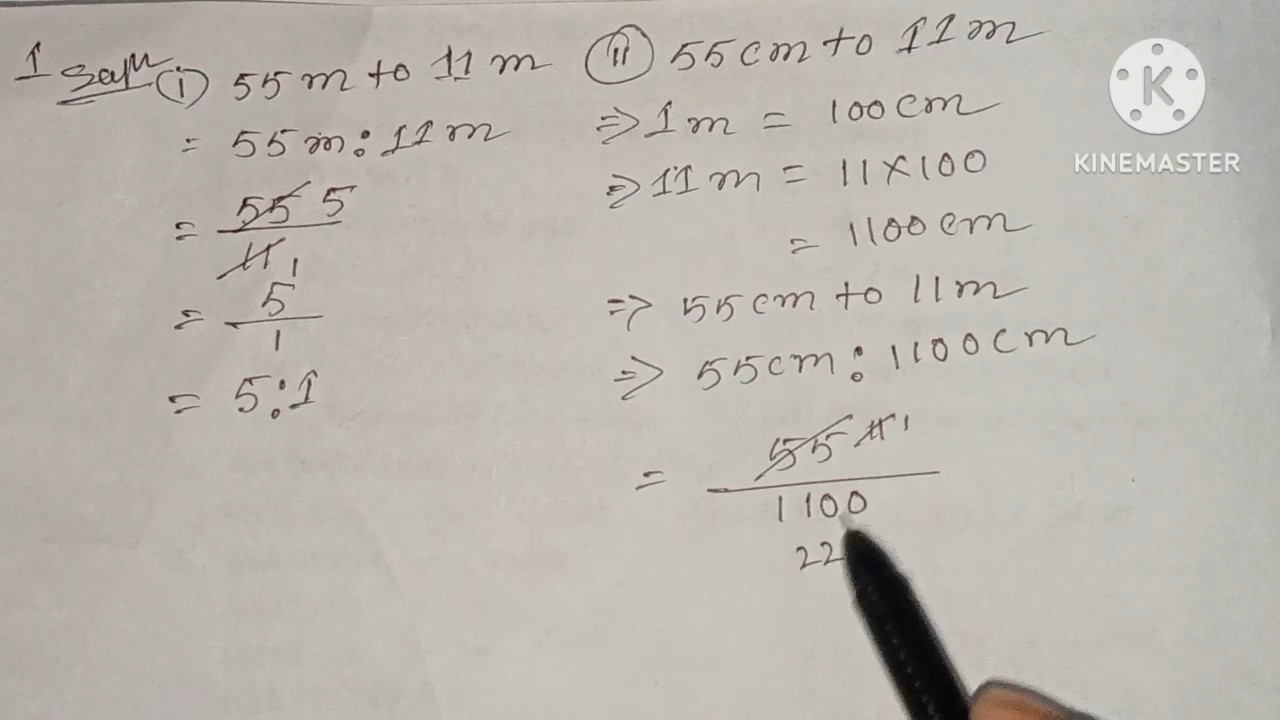 1 (i) 55 m to 11 m
= 55 m : 11 m
= 55 5
11 1
= 5
1
= 5:1
(ii) 55 cm to 11 m
=> 1 m = 100 cm
=> 11 m = 11 x 100
= 1100 cm
=> 55 cm to 11 m
=> 55 cm : 1100 cm
= 55 11 1
1100
22
K
KINEMASTER